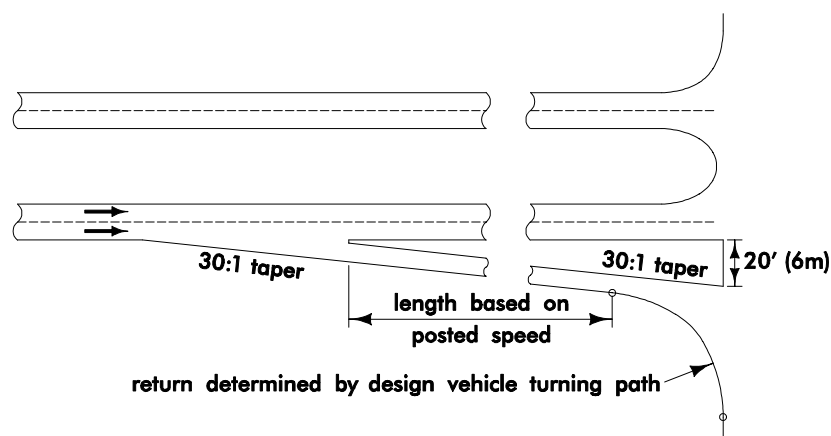 30:1 taper
30:1 taper
20' (6m)
length based on
posted speed
return determined by design vehicle turning path